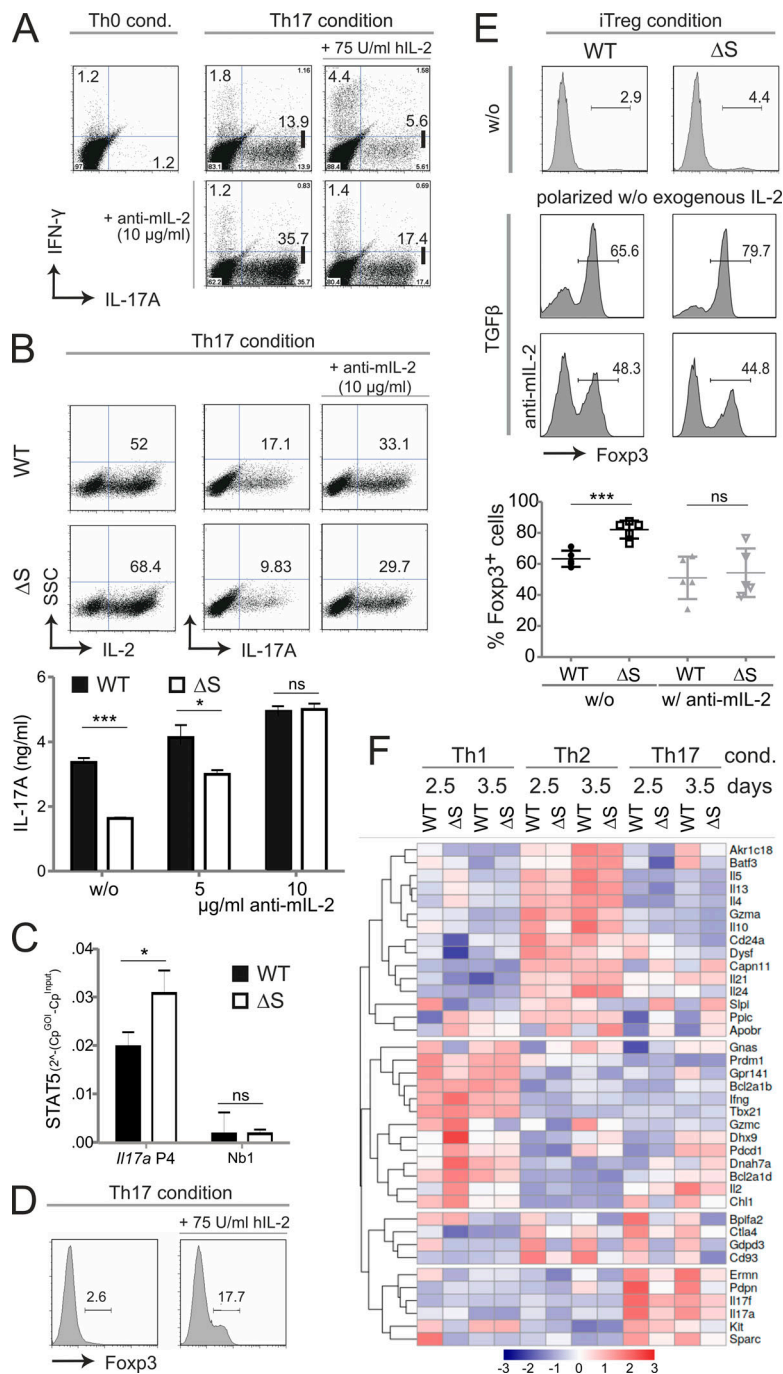 A
Th0 cond.
Th17 condition
+ 75 U/ml hIL-2
1.2
1.2
97
1.8
1.16
13.9
83.1
13.9
4.4
1.58
5.6
88.4
5.61
+ anti-mIL-2
(10 µg/ml)
1.2
0.83
35.7
62.2
35.7
1.4
0.69
17.4
80.4
17.4
IFN-γ
IL-17A
B
Th17 condition
+ anti-mIL-2
(10 µg/ml)
WT
52
17.1
33.1
ΔS
68.4
9.83
29.7
SSC
IL-2
IL-17A
WT
ΔS
IL-17A (ng/ml)
6
4
2
0
***
*
ns
w/o
5
10
µg/ml anti-mIL-2
C
STAT5(2^-(Cp^GOI-Cp^Input)
.04
.03
.02
.01
.00
*
WT
ΔS
ns
Il17a P4
Nb1
D
Th17 condition
+ 75 U/ml hIL-2
2.6
17.7
Foxp3
E
iTreg condition
WT
ΔS
w/o
2.9
4.4
polarized w/o exogenous IL-2
TGFβ
65.6
79.7
anti-mIL-2
48.3
44.8
Foxp3
% Foxp3+ cells
100
80
60
40
20
0
***
ns
WT
ΔS
WT
ΔS
w/o
w/ anti-mIL-2
F
Th1
Th2
Th17
cond.
2.5
3.5
2.5
3.5
2.5
3.5
days
WT
ΔS
WT
ΔS
WT
ΔS
WT
ΔS
WT
ΔS
WT
ΔS
Akr1c18
Batf3
Il5
Il13
Il4
Gzma
Il10
Cd24a
Dysf
Capn11
Il21
Il24
Slpi
Ppic
Apobr
Gnas
Prdm1
Gpr141
Bcl2a1b
Ifng
Tbx21
Gzmc
Dhx9
Pdcd1
Dnah7a
Bcl2a1d
Il2
Chl1
Bpifa2
Ctla4
Gdpd3
Cd93
Ermn
Pdpn
Il17f
Il17a
Kit
Sparc
-3
-2
-1
0
1
2
3